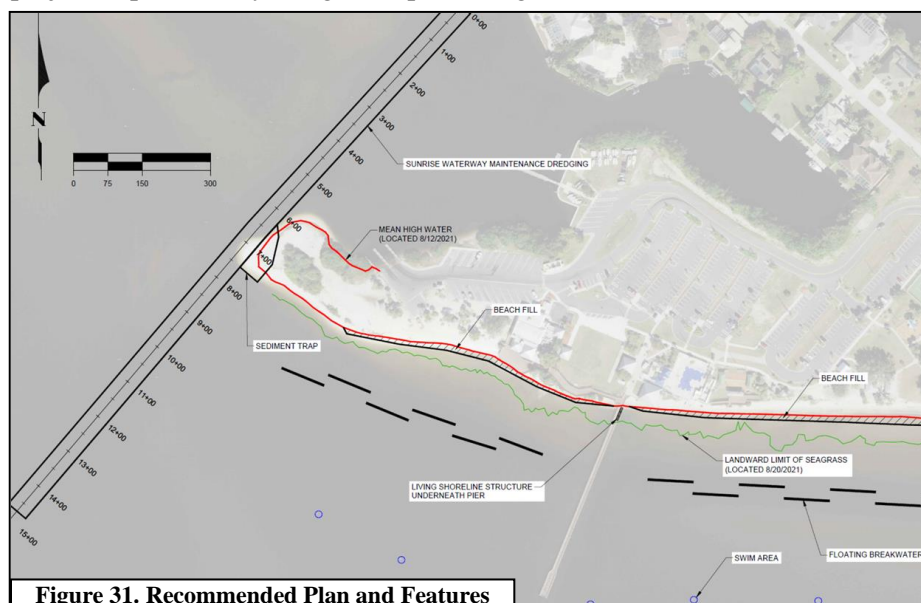 N
0 75 150 300
0+00
1+00
2+00
3+00
4+00
5+00
6+00
7+00
8+00
9+00
10+00
11+00
12+00
13+00
14+00
15+00
SUNRISE WATERWAY MAINTENANCE DREDGING
MEAN HIGH WATER
(LOCATED 8/12/2021)
BEACH FILL
SEDIMENT TRAP
BEACH FILL
LANDWARD LIMIT OF SEAGRASS
(LOCATED 8/20/2021)
LIVING SHORELINE STRUCTURE
UNDERNEATH PIER
FLOATING BREAKWATER
SWIM AREA
Figure 31. Recommended Plan and Features